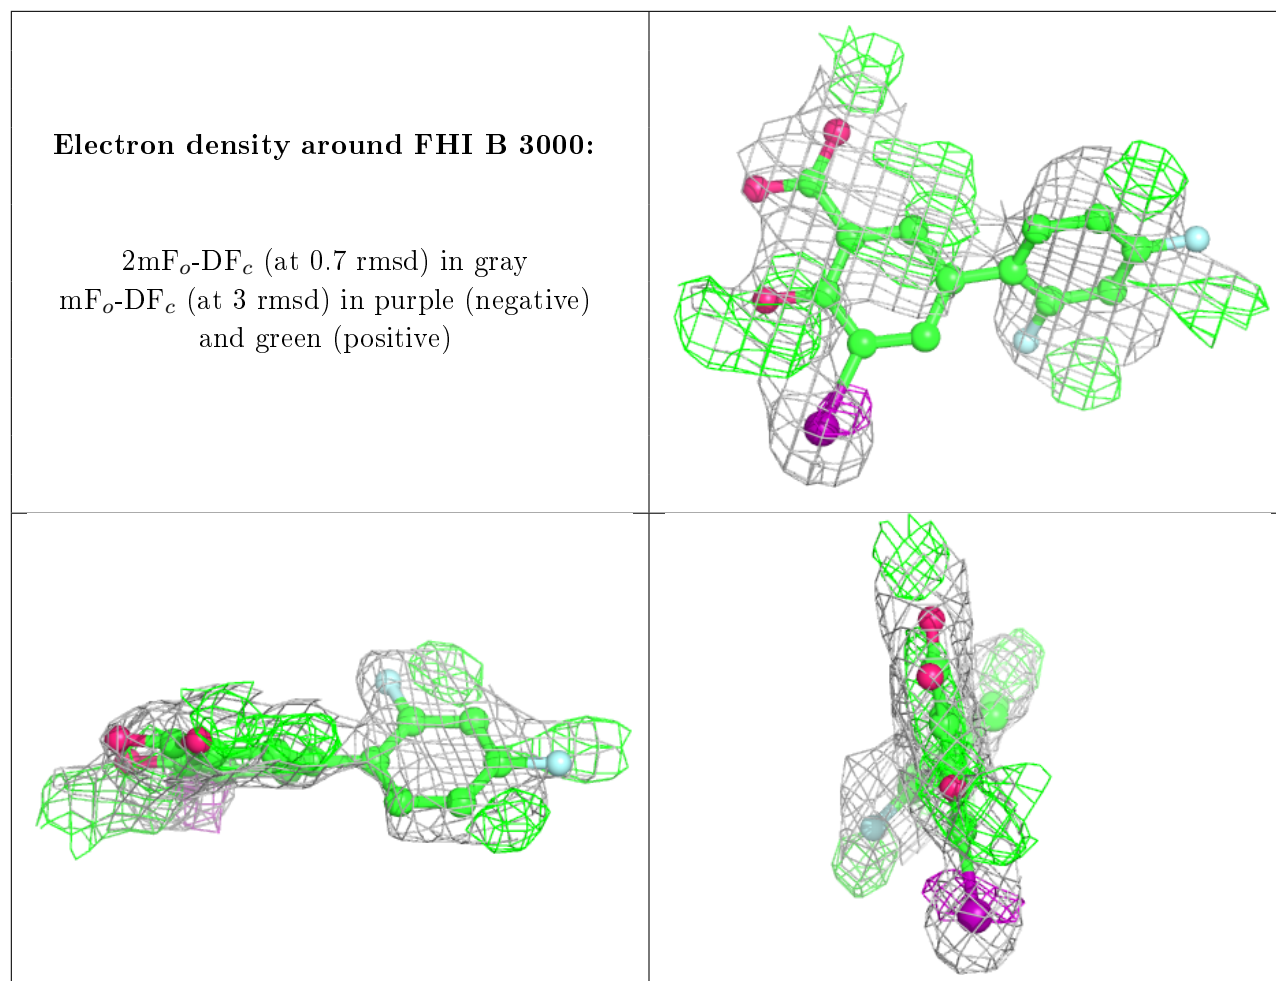 Electron density around FHI B 3000:
2mFo-DFc (at 0.7 rmsd) in gray
mFo-DFc (at 3 rmsd) in purple (negative)
and green (positive)